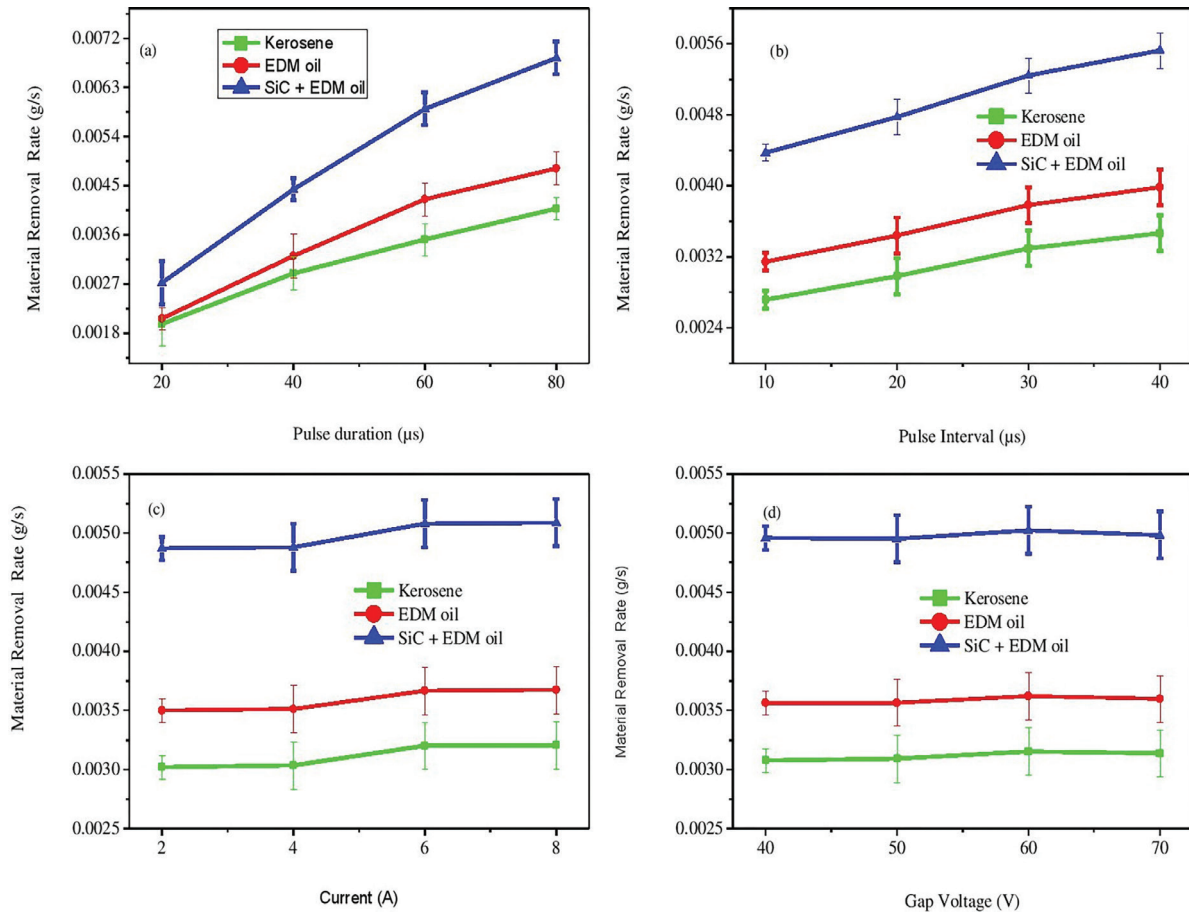 (a)
Kerosene
EDM oil
SiC + EDM oil
0.0072
0.0063
0.0054
0.0045
0.0036
0.0027
0.0018
Material Removal Rate (g/s)
20 40 60 80
Pulse duration (µs)
(b)
Kerosene
EDM oil
SiC + EDM oil
0.0056
0.0048
0.0040
0.0032
0.0024
Material Removal Rate (g/s)
10 20 30 40
Pulse Interval (µs)
(c)
Kerosene
EDM oil
SiC + EDM oil
0.0055
0.0050
0.0045
0.0040
0.0035
0.0030
0.0025
Material Removal Rate (g/s)
2 4 6 8
Current (A)
(d)
Kerosene
EDM oil
SiC + EDM oil
0.0055
0.0050
0.0045
0.0040
0.0035
0.0030
0.0025
Material Removal Rate (g/s)
40 50 60 70
Gap Voltage (V)